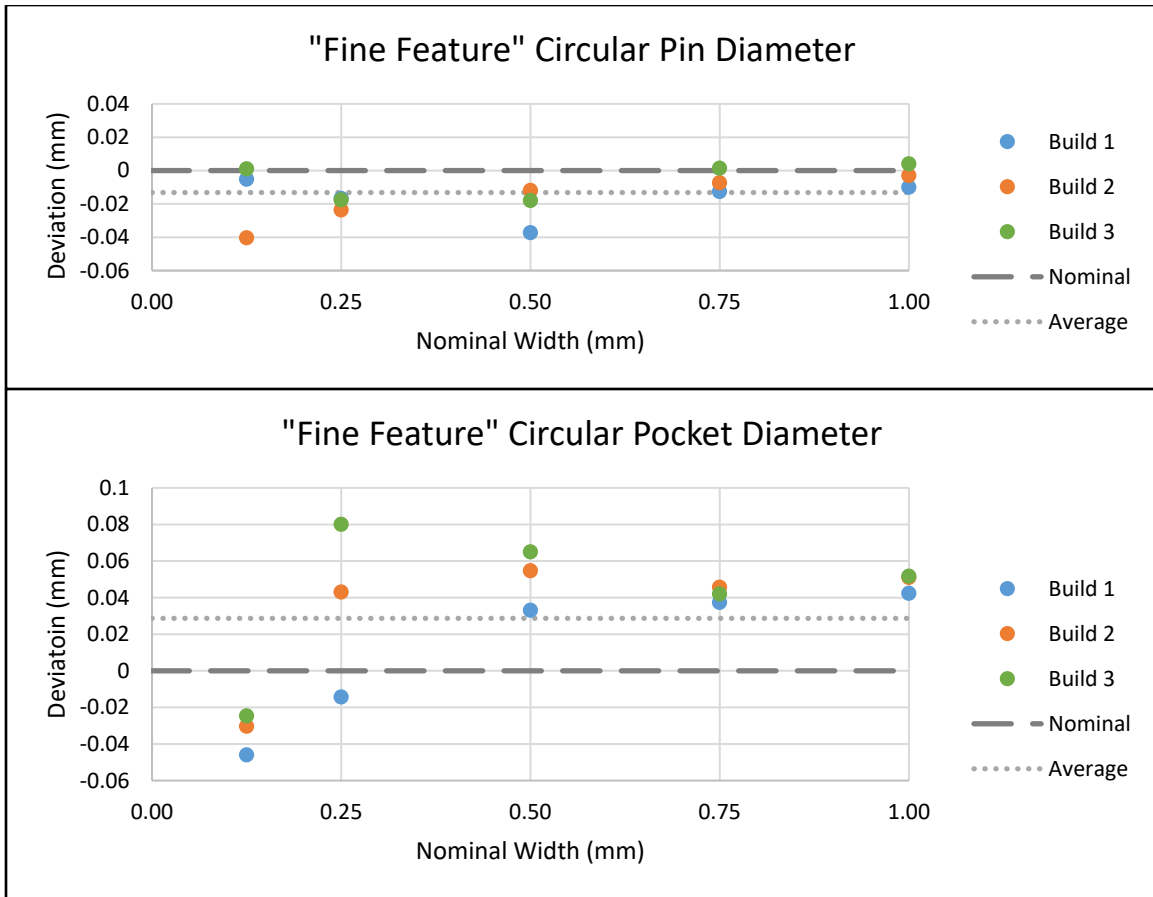 "Fine Feature" Circular Pin Diameter
0.04
0.02
0
-0.02
-0.04
-0.06
Deviation (mm)
0.00 0.25 0.50 0.75 1.00
Nominal Width (mm)
Build 1
Build 2
Build 3
Nominal
Average
"Fine Feature" Circular Pocket Diameter
0.1
0.08
0.06
0.04
0.02
0
-0.02
-0.04
-0.06
Deviatoin (mm)
0.00 0.25 0.50 0.75 1.00
Nominal Width (mm)
Build 1
Build 2
Build 3
Nominal
Average